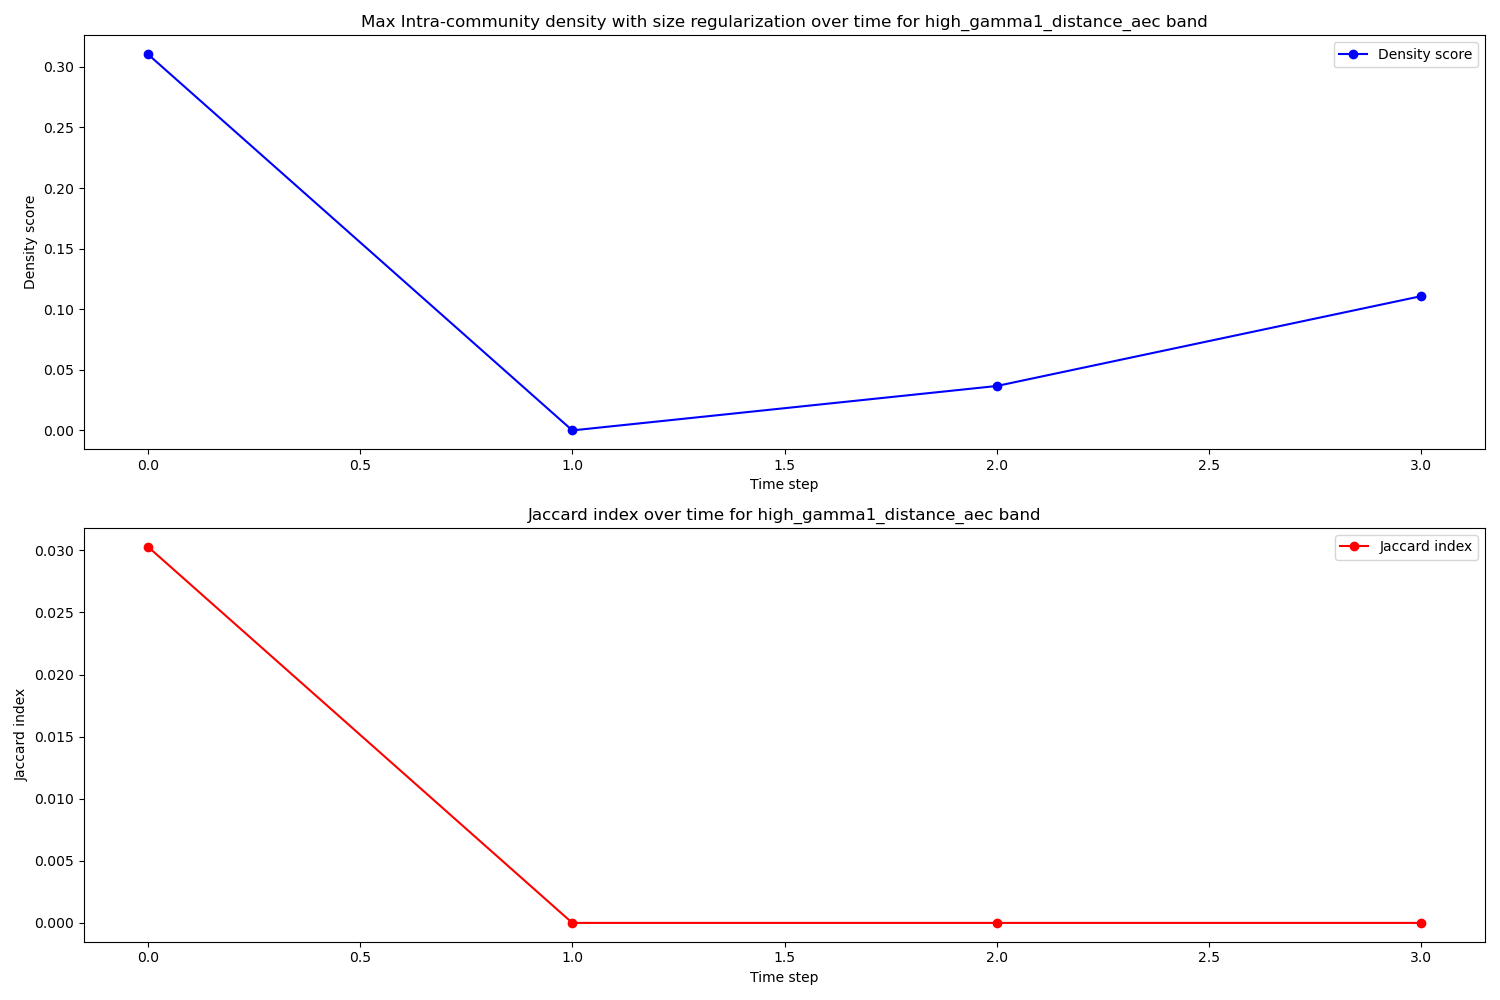 Max Intra-community density with size regularization over time for high_gamma1_distance_aec band
Density score
0.30
0.25
0.20
0.15
0.10
0.05
0.00
Density score
0.0 0.5 1.0 1.5 2.0 2.5 3.0
Time step
Jaccard index over time for high_gamma1_distance_aec band
Jaccard index
0.030
0.025
0.020
0.015
0.010
0.005
0.000
Jaccard index
0.0 0.5 1.0 1.5 2.0 2.5 3.0
Time step